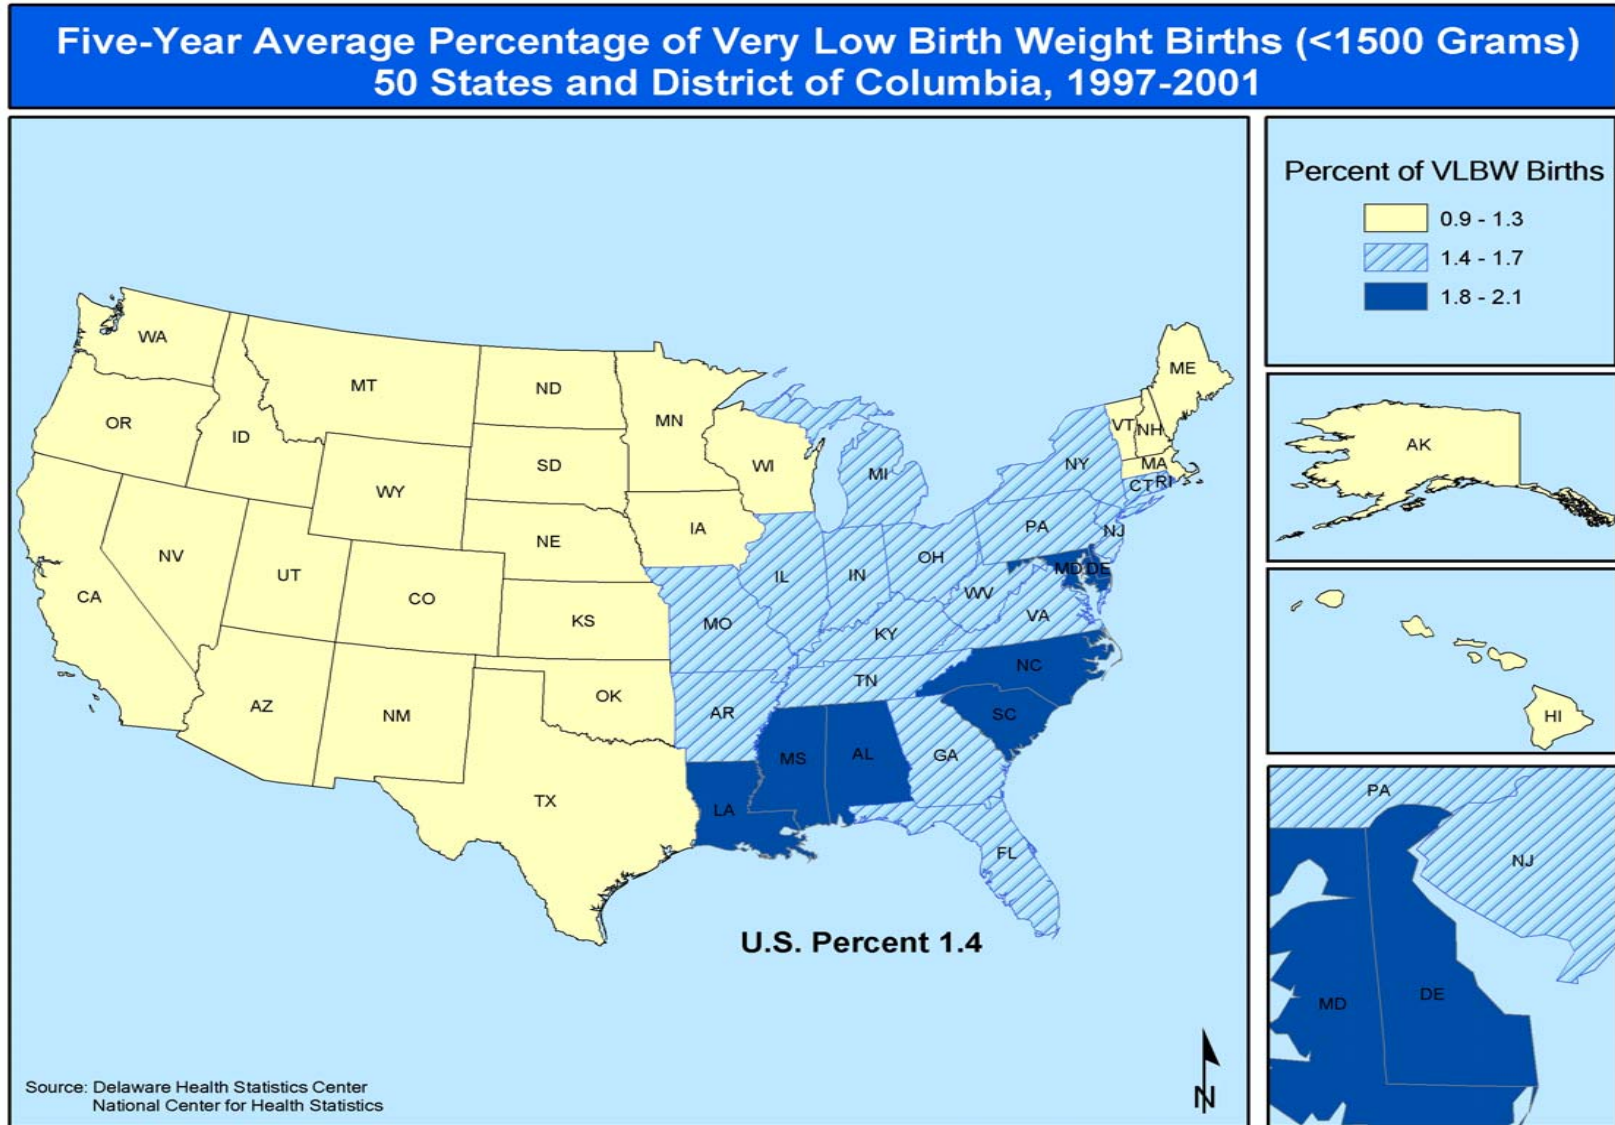 Five-Year Average Percentage of Very Low Birth Weight Births (<1500 Grams)
50 States and District of Columbia, 1997-2001
Percent of VLBW Births
0.9 - 1.3
1.4 - 1.7
1.8 - 2.1
WA
MT
ND
MN
ME
OR
ID
SD
WI
MI
VT
NH
NY
MA
CT
RI
WY
IA
NE
PA
NJ
NV
UT
CO
IL
IN
OH
MD
DE
CA
KS
MO
WV
VA
KY
NC
TN
AZ
NM
OK
AR
SC
MS
AL
GA
TX
LA
FL
U.S. Percent 1.4
N
Source: Delaware Health Statistics Center
National Center for Health Statistics
AK
HI
PA
NJ
MD
DE